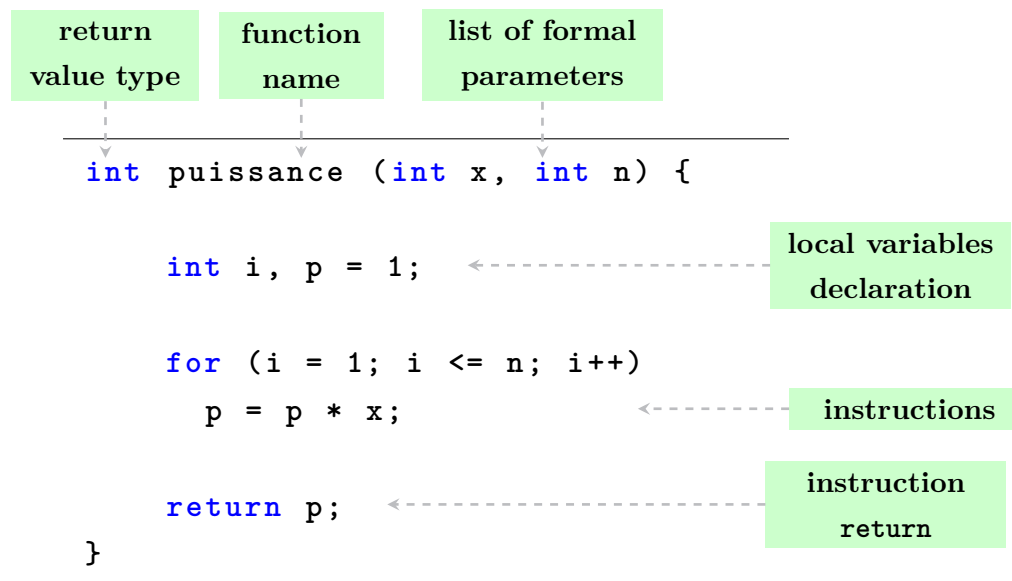 return
value type
function
name
list of formal
parameters
int puissance (int x, int n) {
int i, p = 1;
local variables
declaration
for (i = 1; i <= n; i++)
p = p * x;
instructions
return p;
instruction
return
}